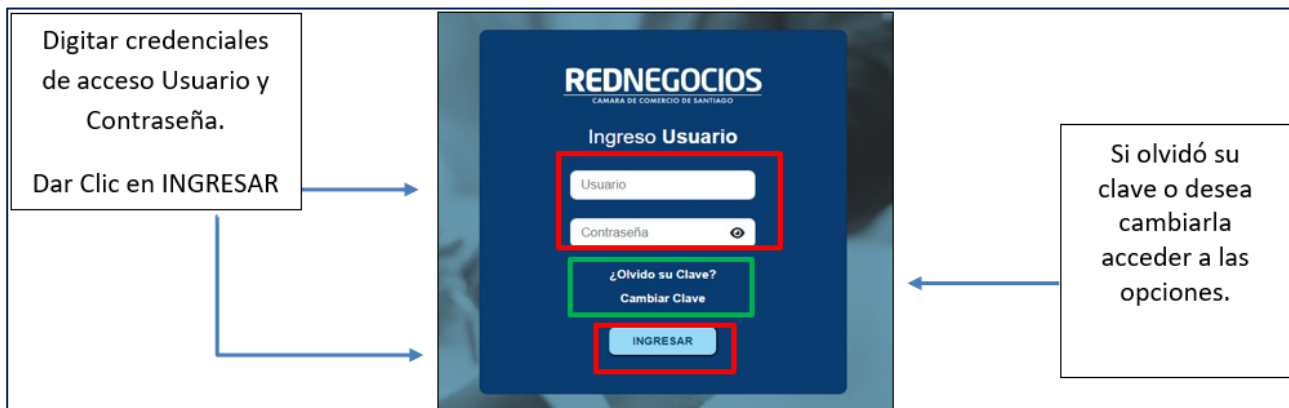 Digitar credenciales
de acceso Usuario y
Contraseña.
Dar Clic en INGRESAR
REDNEGOCIOS
CAMARA DE COMERCIO DE SANTIAGO
Ingreso Usuario
Usuario
Contraseña
¿Olvido su Clave?
Cambiar Clave
INGRESAR
Si olvidó su
clave o desea
cambiarla
acceder a las
opciones.